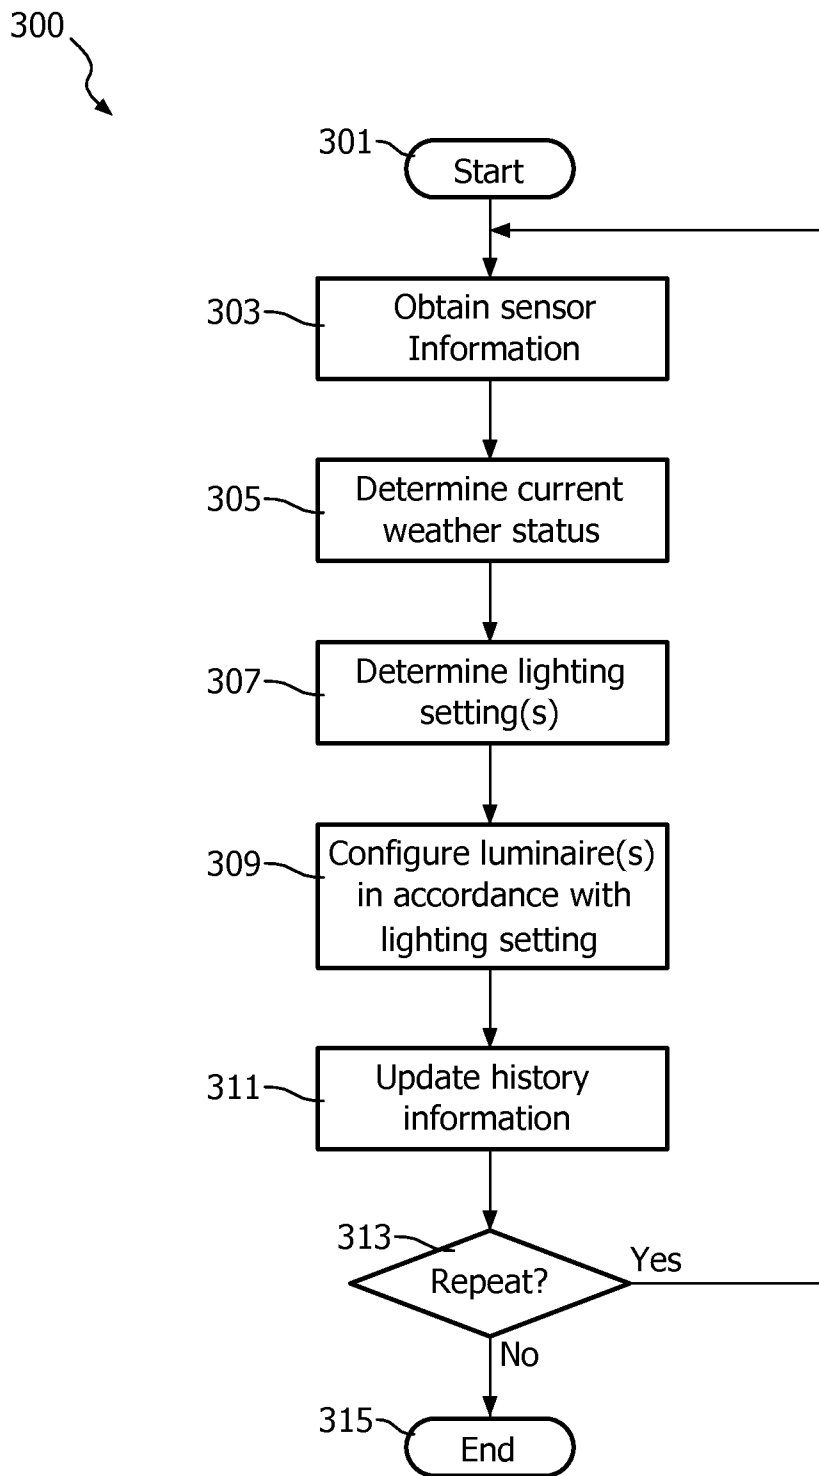 300
301
Start
303
Obtain sensor
Information
305
Determine current
weather status
307
Determine lighting
setting(s)
309
Configure luminaire(s)
in accordance with
lighting setting
311
Update history
information
313
Repeat?
Yes
No
315
End